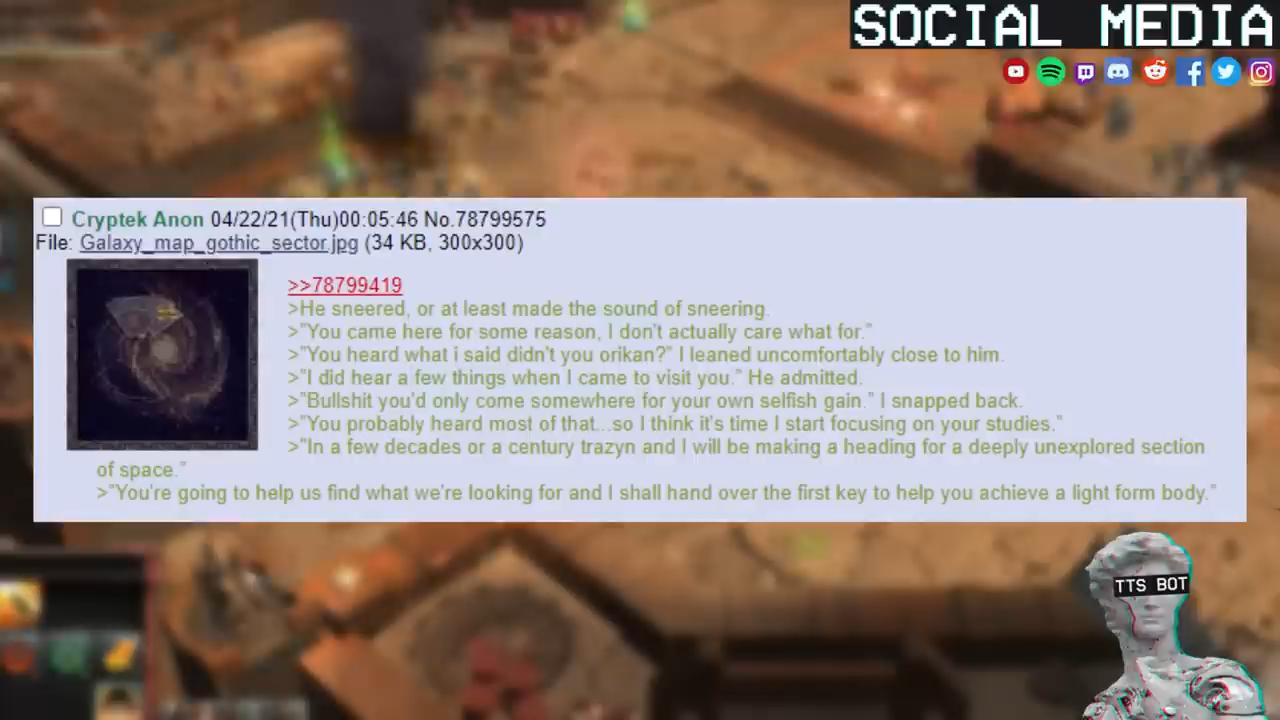 SOCIAL MEDIA
Cryptek Anon 04/22/21(Thu)00:05:46 No.78799575
File: Galaxy_map_gothic_sector.jpg (34 KB, 300x300)
>>78799419
>He sneered, or at least made the sound of sneering.
>"You came here for some reason, I don't actually care what for."
>"You heard what i said didn't you orikan?" I leaned uncomfortably close to him.
>"I did hear a few things when I came to visit you." He admitted.
>"Bullshit you'd only come somewhere for your own selfish gain." I snapped back.
>"You probably heard most of that...so I think it's time I start focusing on your studies."
>"In a few decades or a century trazyn and I will be making a heading for a deeply unexplored section
of space."
>"You're going to help us find what we're looking for and I shall hand over the first key to help you achieve a light form body."
TTS BOT